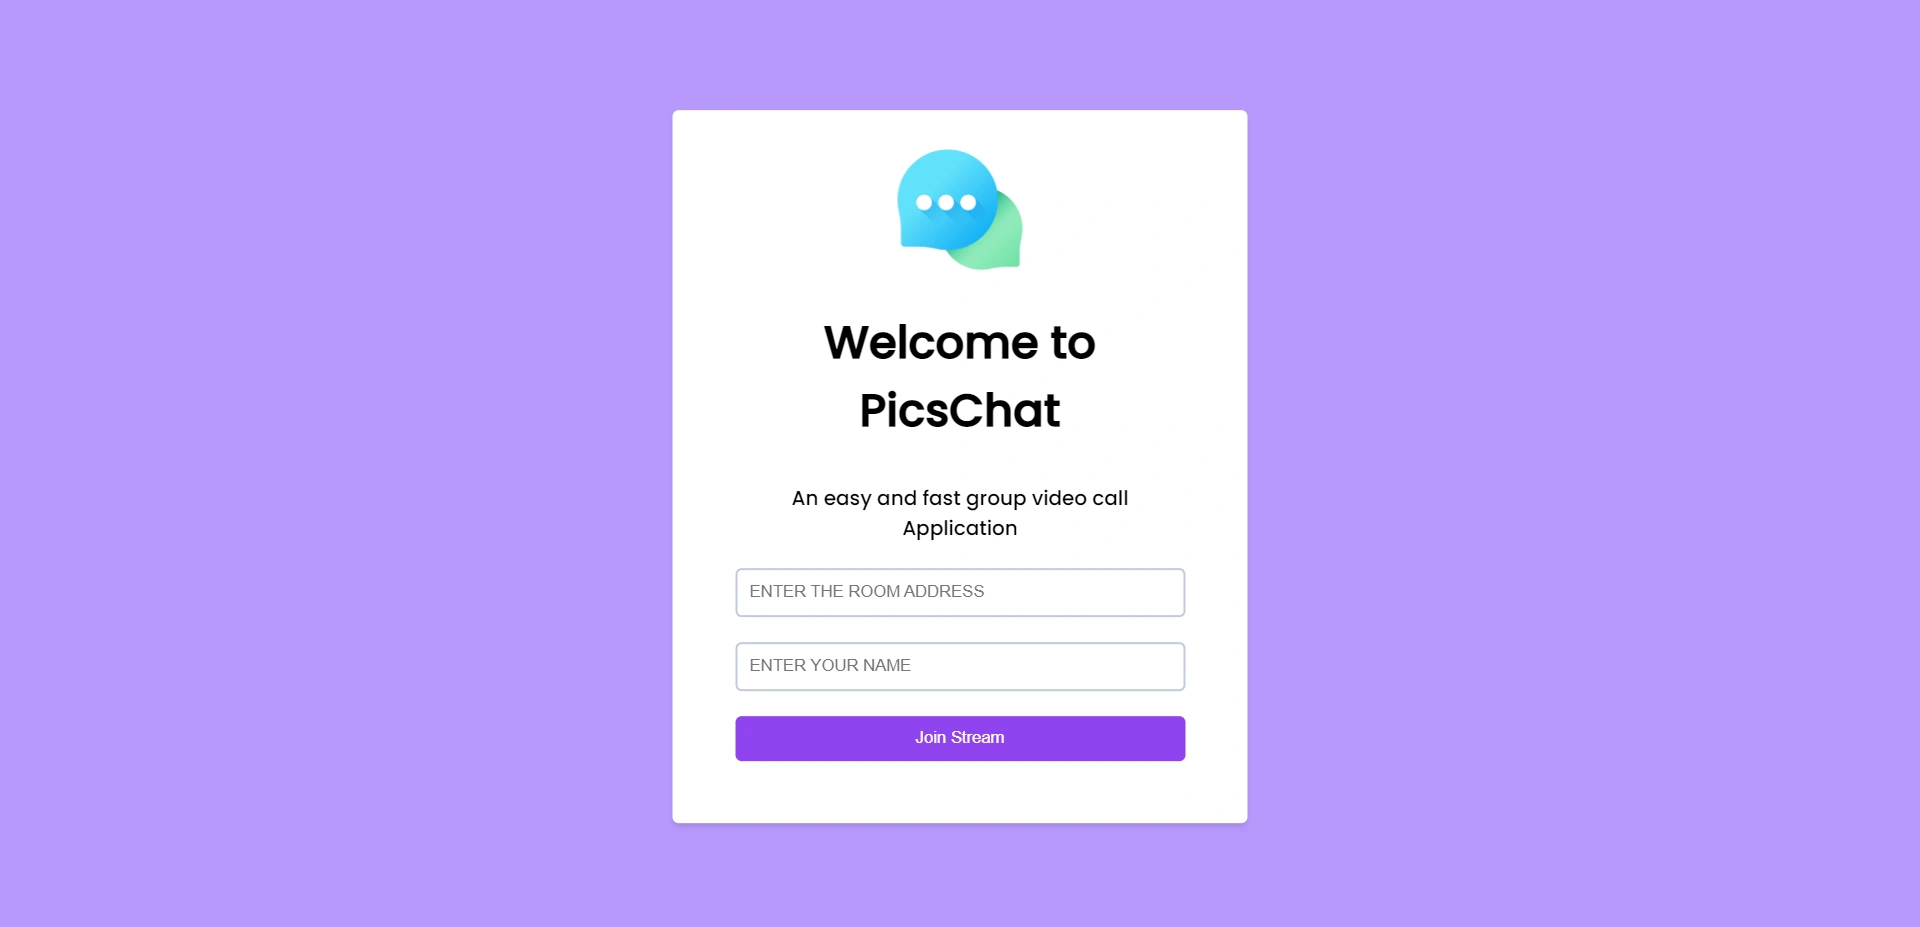 Welcome to
PicsChat
An easy and fast group video call
Application
ENTER THE ROOM ADDRESS
ENTER YOUR NAME
Join Stream